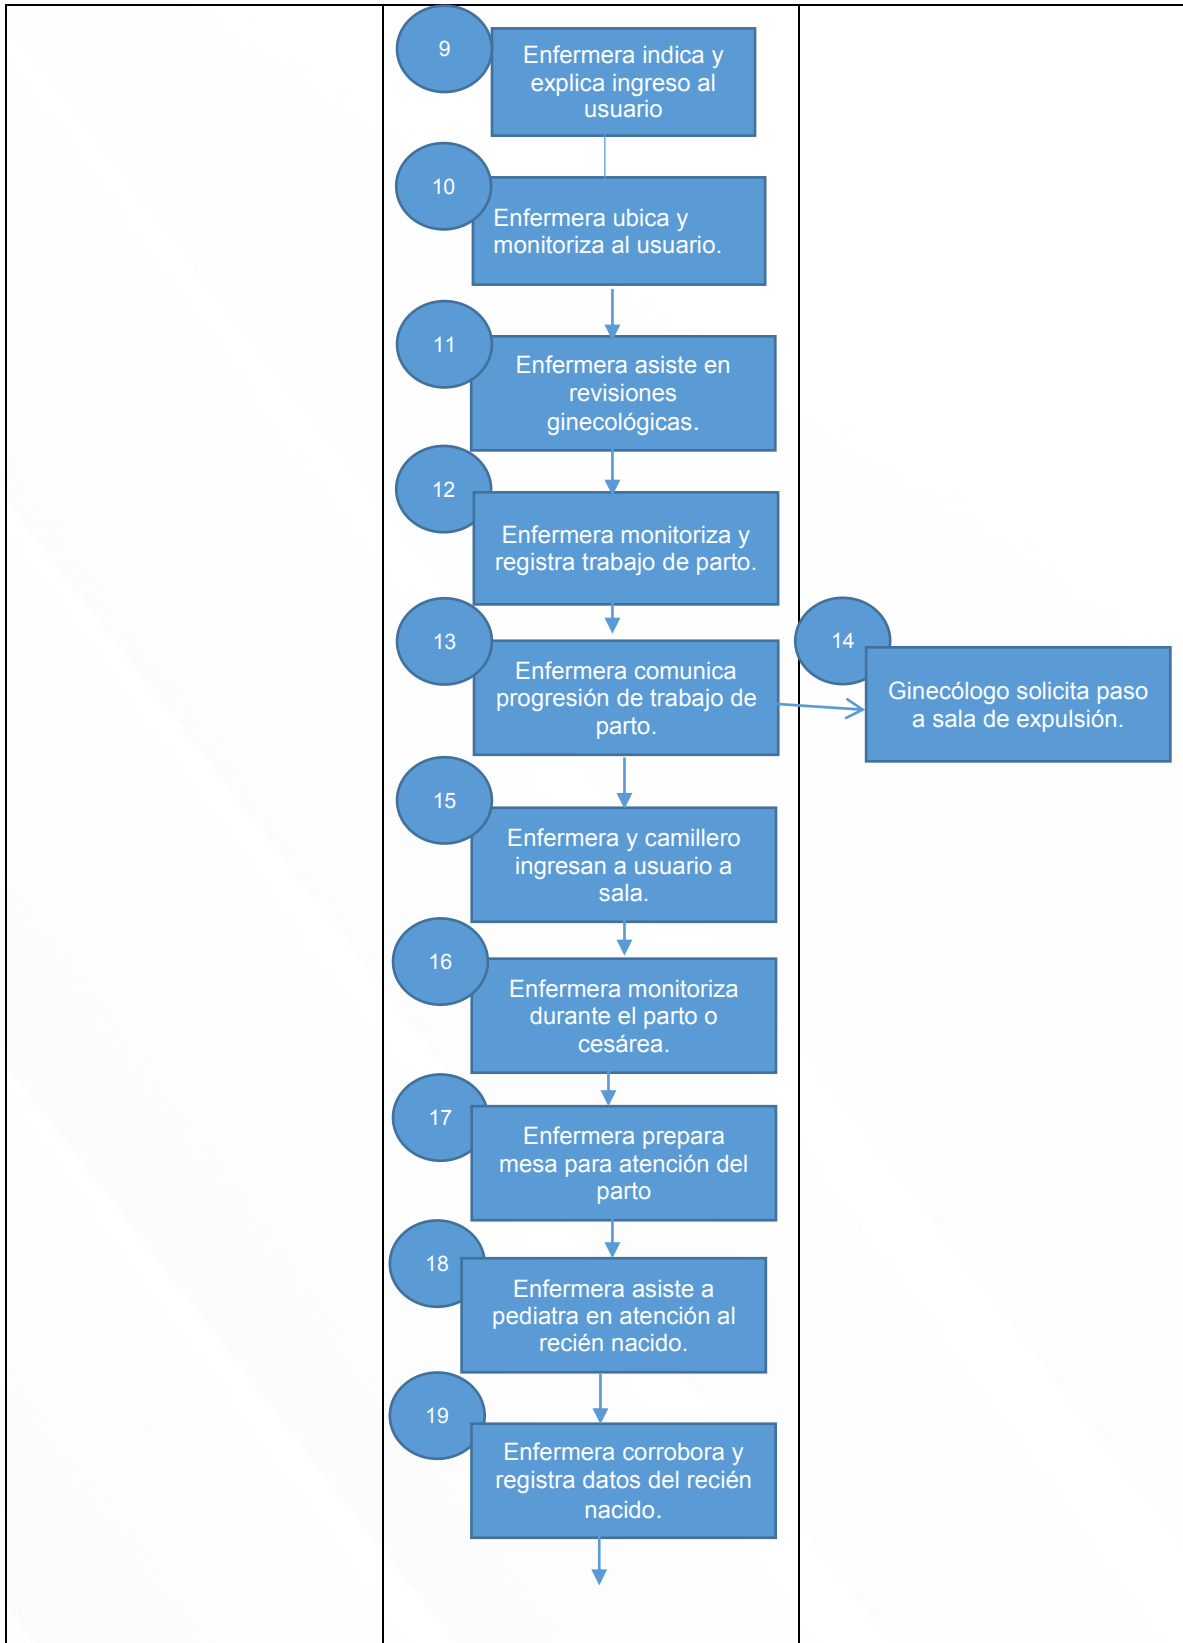 9
Enfermera indica y
explica ingreso al
usuario
10
Enfermera ubica y
monitoriza al usuario.
11
Enfermera asiste en
revisiones
ginecológicas.
12
Enfermera monitoriza y
registra trabajo de parto.
13
Enfermera comunica
progresión de trabajo de
parto.
14
Ginecólogo solicita paso
a sala de expulsión.
15
Enfermera y camillero
ingresan a usuario a
sala.
16
Enfermera monitoriza
durante el parto o
cesárea.
17
Enfermera prepara
mesa para atención del
parto
18
Enfermera asiste a
pediatra en atención al
recién nacido.
19
Enfermera corrobora y
registra datos del recién
nacido.